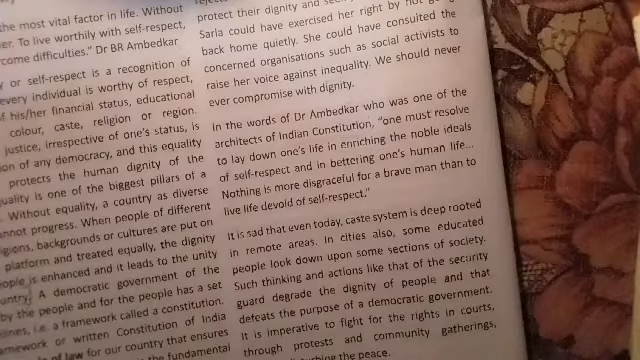 the most vital factor in life. Without
er. To live worthily with self-respect,
come difficulties." Dr BR Ambedkar
y or self-respect is a recognition of
every individual is worthy of respect,
f his/her financial status, educational
colour, caste, religion or region.
justice, irrespective of one's status, is
on of any democracy, and this equality
protects the human dignity of the
uality is one of the biggest pillars of a
. Without equality, a country as diverse
annot progress. When people of different
igions, backgrounds or cultures are put on
platform and treated equally, the dignity
eople is enhanced and it leads to the unity
untry. A democratic government of the
by the people and for the people has a set
lines, i.e. a framework called a constitution.
mework or written Constitution of India
le of law for our country that ensures
the fundamental
protect their dignity and
Sarla could have exercised her right by not
back home quietly. She could have consulted the
concerned organisations such as social activists to
raise her voice against inequality. We should never
ever compromise with dignity.
In the words of Dr Ambedkar who was one of the
architects of Indian Constitution, "one must resolve
to lay down one's life in enriching the noble ideals
of self-respect and in bettering one's human life...
Nothing is more disgraceful for a brave man than to
live life devoid of self-respect."
It is sad that even today, caste system is deep rooted
in remote areas. In cities also, some educated
people look down upon some sections of society.
Such thinking and actions like that of the security
guard degrade the dignity of people and that
defeats the purpose of a democratic government.
It is imperative to fight for the rights in courts,
through protests and community gatherings,
the peace.